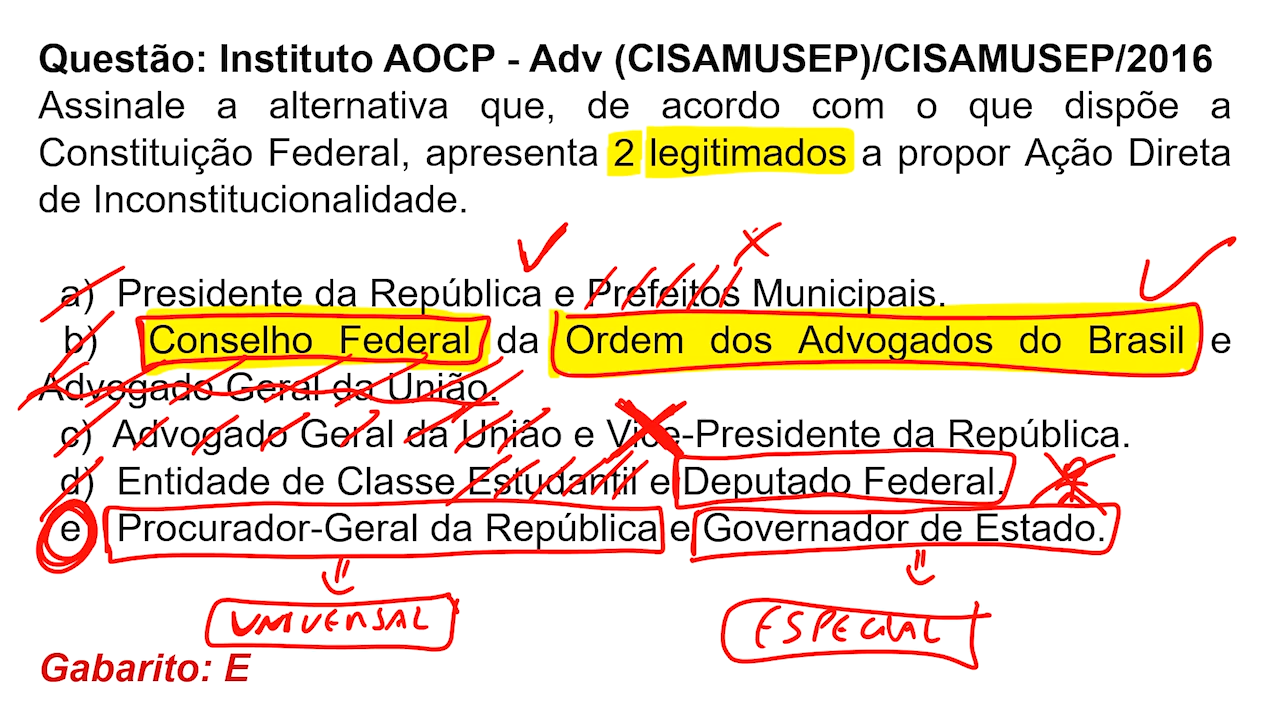 Questão: Instituto AOCP - Adv (CISAMUSEP)/CISAMUSEP/2016
Assinale a alternativa que, de acordo com o que dispõe a
Constituição Federal, apresenta 2 legitimados a propor Ação Direta
de Inconstitucionalidade.
a) Presidente da República e Prefeitos Municipais.
b) Conselho Federal da Ordem dos Advogados do Brasil e
Advogado Geral da União.
c) Advogado Geral da União e Vice-Presidente da República.
d) Entidade de Classe Estudantil e Deputado Federal.
e Procurador-Geral da República e Governador de Estado.
UNIVERSAL ESPECIAL
Gabarito: E